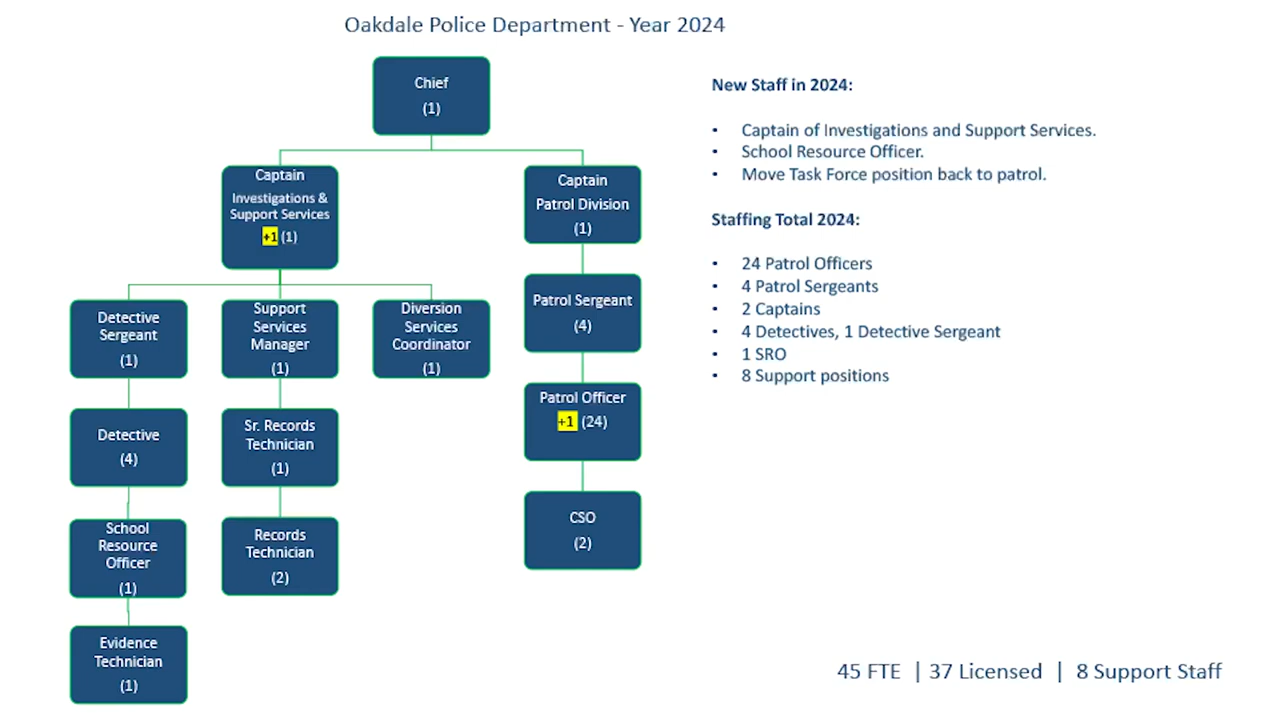 Oakdale Police Department - Year 2024
Chief
(1)
Captain
Investigations &
Support Services
+1 (1)
Captain
Patrol Division
(1)
Detective
Sergeant
(1)
Support
Services
Manager
(1)
Diversion
Services
Coordinator
(1)
Patrol Sergeant
(4)
Detective
(4)
Sr. Records
Technician
(1)
Patrol Officer
+1 (24)
School
Resource
Officer
(1)
Records
Technician
(2)
CSO
(2)
Evidence
Technician
(1)
New Staff in 2024:
• Captain of Investigations and Support Services.
• School Resource Officer.
• Move Task Force position back to patrol.
Staffing Total 2024:
• 24 Patrol Officers
• 4 Patrol Sergeants
• 2 Captains
• 4 Detectives, 1 Detective Sergeant
• 1 SRO
• 8 Support positions
45 FTE | 37 Licensed | 8 Support Staff